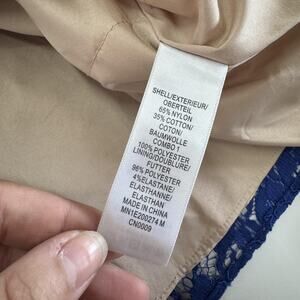 SHELL/EXTERIEUR/
OBERTEIL
65% NYLON
35% COTTON/
COTON/
BAUMWOLLE
COMBO 1
100% POLYESTER
LINING/DOUBLURE/
FUTTER
96% POLYESTER
4%ELASTANE/
ELASTHANNE/
ELASTHAN
MADE IN CHINA
MN1E200274 M
CN0009